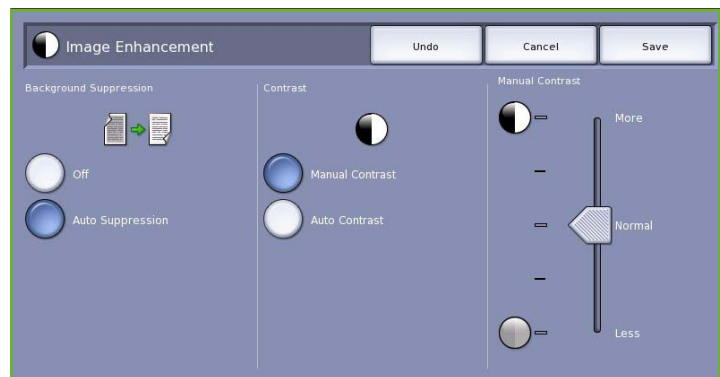 Image Enhancement
Undo
Cancel
Save
Background Suppression
Off
Auto Suppression
Contrast
Manual Contrast
Auto Contrast
Manual Contrast
More
Normal
Less